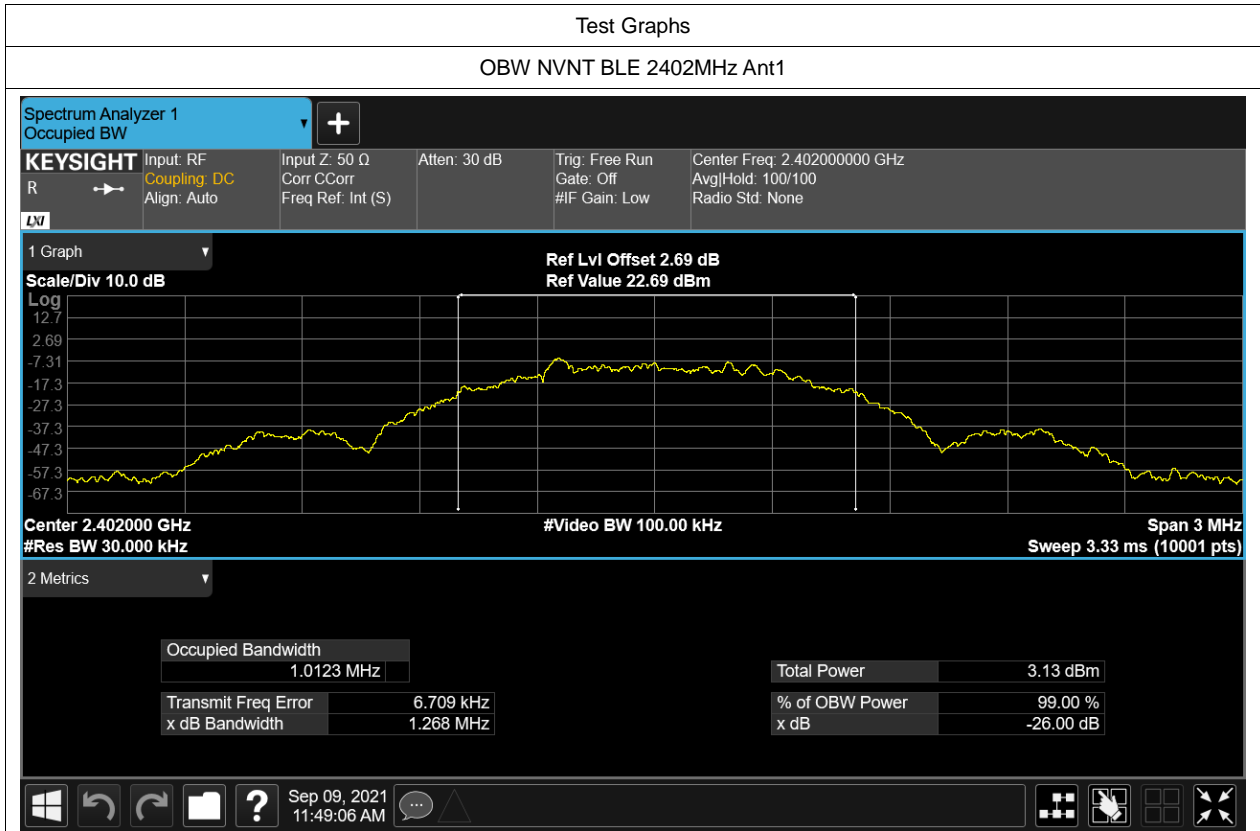 Test Graphs
OBW NVNT BLE 2402MHz Ant1
Spectrum Analyzer 1
Occupied BW
KEYSIGHT
R
LXI
Input: RF
Coupling: DC
Align: Auto
Input Z: 50 Ω
Corr CCorr
Freq Ref: Int (S)
Atten: 30 dB
Trig: Free Run
Gate: Off
#IF Gain: Low
Center Freq: 2.402000000 GHz
Avg|Hold: 100/100
Radio Std: None
1 Graph
Scale/Div 10.0 dB
Ref Lvl Offset 2.69 dB
Ref Value 22.69 dBm
Log
12.7
2.69
-7.31
-17.3
-27.3
-37.3
-47.3
-57.3
-67.3
Center 2.402000 GHz
#Video BW 100.00 kHz
Span 3 MHz
#Res BW 30.000 kHz
Sweep 3.33 ms (10001 pts)
2 Metrics
Occupied Bandwidth
1.0123 MHz
Total Power 3.13 dBm
Transmit Freq Error 6.709 kHz
% of OBW Power 99.00 %
x dB Bandwidth 1.268 MHz
x dB -26.00 dB
?
Sep 09, 2021
11:49:06 AM